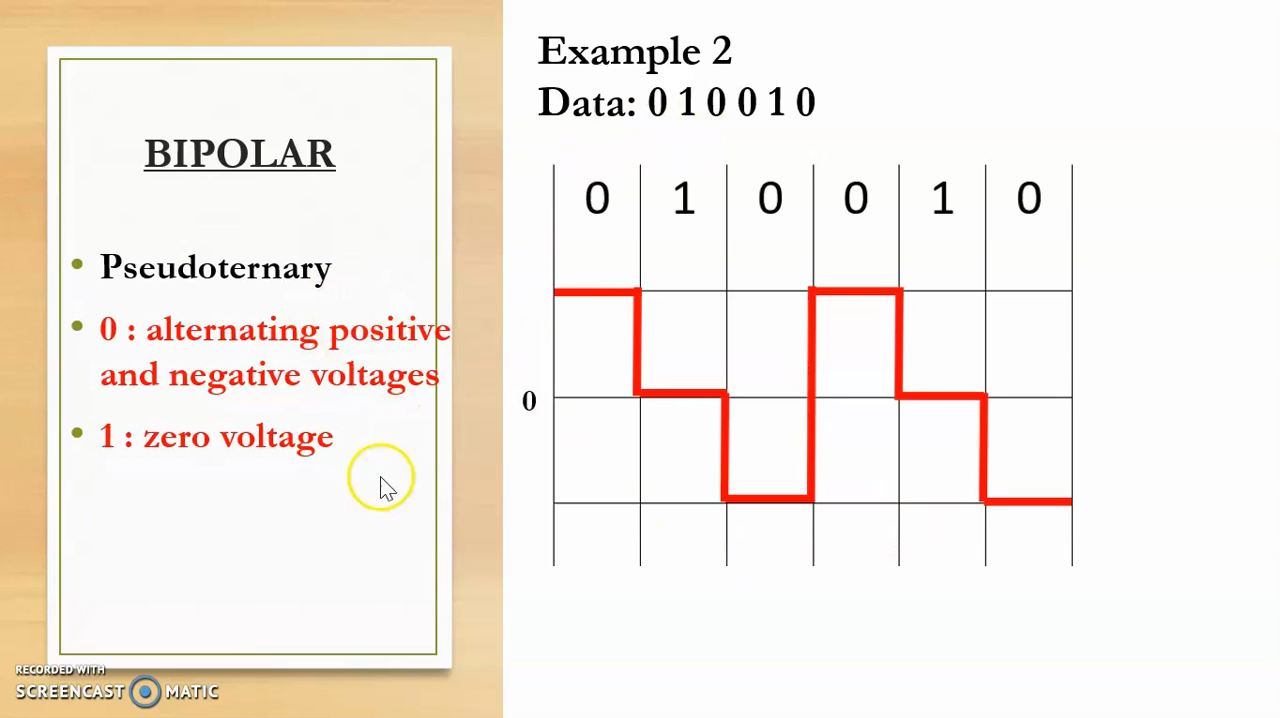 BIPOLAR
• Pseudoternary
• 0 : alternating positive
and negative voltages
• 1 : zero voltage
Example 2
Data: 0 1 0 0 1 0
0 1 0 0 1 0
0
RECORDED WITH
SCREENCAST MATIC